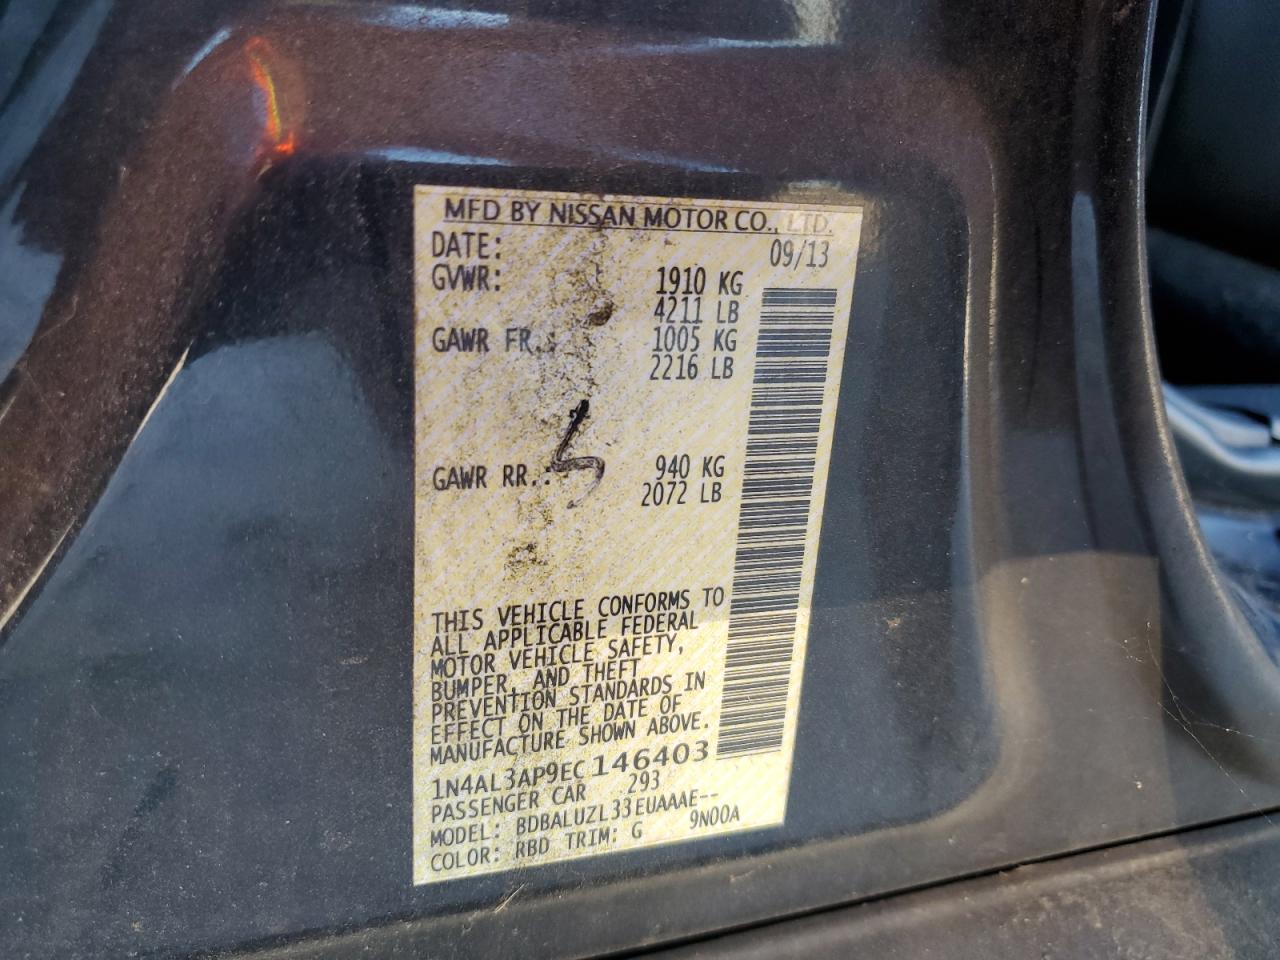 MFD BY NISSAN MOTOR CO., LTD.
DATE: 09/13
GVWR: 1910 KG
4211 LB
GAWR FR.: 1005 KG
2216 LB
GAWR RR.: 940 KG
2072 LB
THIS VEHICLE CONFORMS TO
ALL APPLICABLE FEDERAL
MOTOR VEHICLE SAFETY,
BUMPER, AND THEFT
PREVENTION STANDARDS IN
EFFECT ON THE DATE OF
MANUFACTURE SHOWN ABOVE.
1N4AL3AP9EC146403
PASSENGER CAR 293
MODEL: BDBALUZL33EUAAAE--
COLOR: RBD TRIM: G 9N00A